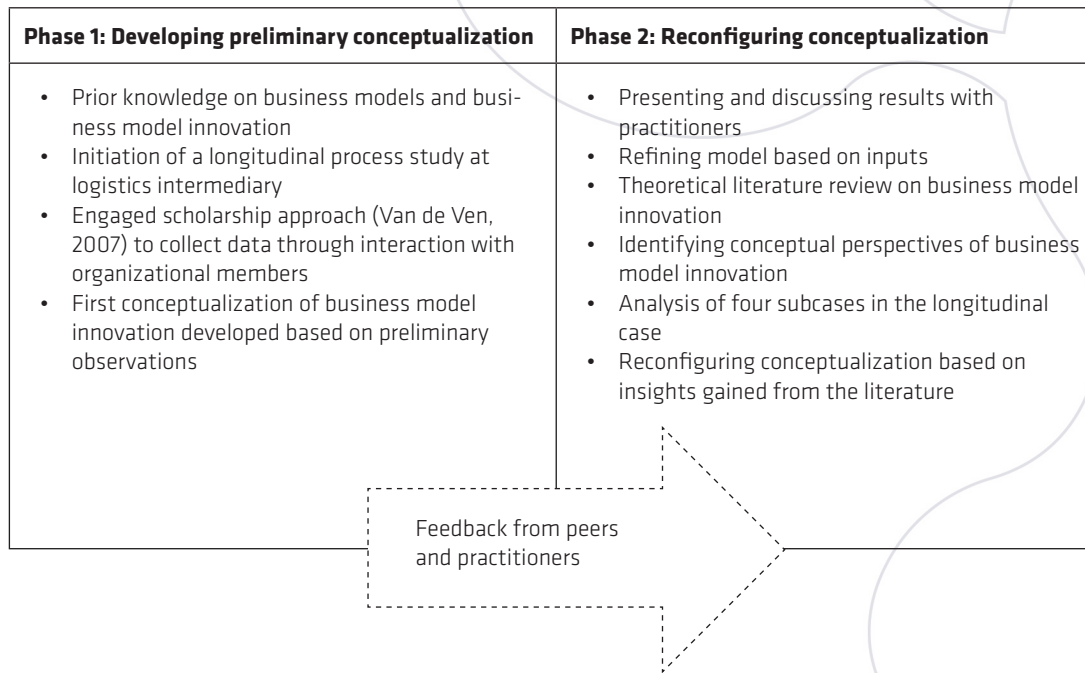 Phase 1: Developing preliminary conceptualization
• Prior knowledge on business models and busi-
ness model innovation
• Initiation of a longitudinal process study at
logistics intermediary
• Engaged scholarship approach (Van de Ven,
2007) to collect data through interaction with
organizational members
• First conceptualization of business model
innovation developed based on preliminary
observations
Phase 2: Reconfiguring conceptualization
• Presenting and discussing results with
practitioners
• Refining model based on inputs
• Theoretical literature review on business model
innovation
• Identifying conceptual perspectives of business
model innovation
• Analysis of four subcases in the longitudinal
case
• Reconfiguring conceptualization based on
insights gained from the literature
Feedback from peers
and practitioners